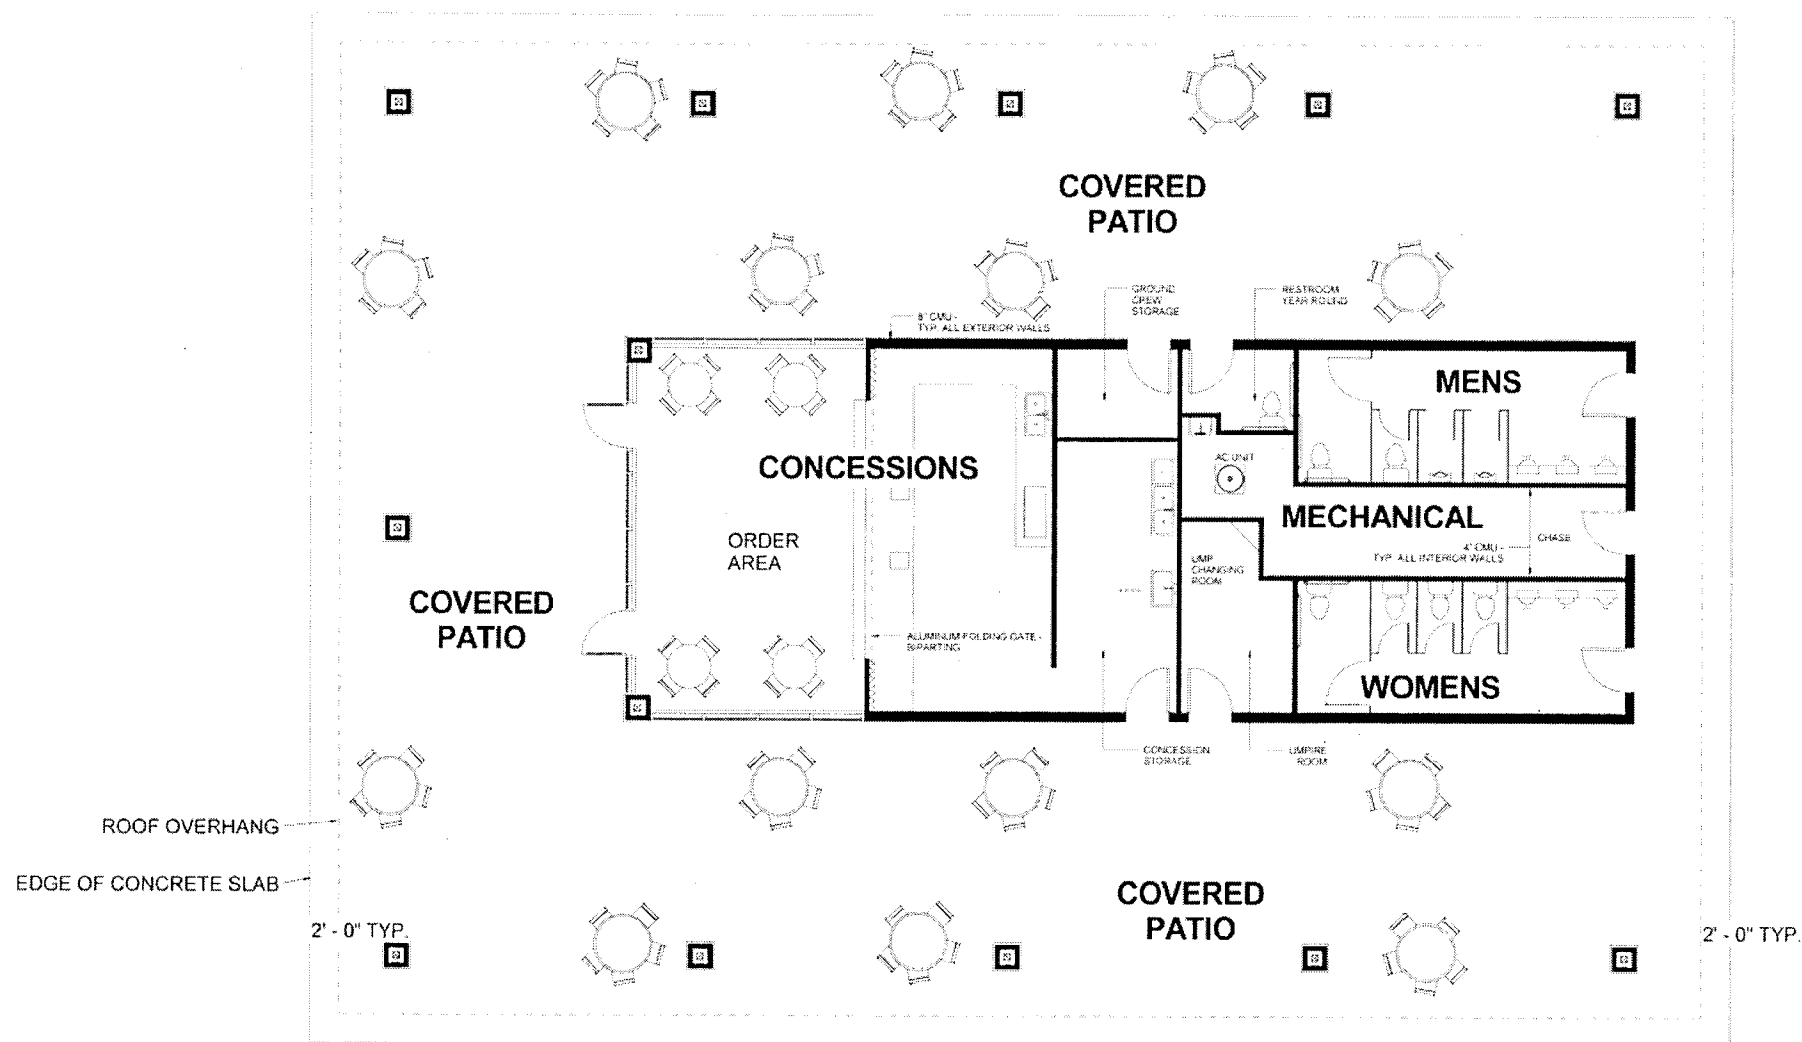 COVERED
PATIO
GROUND
CREW
STORAGE
RESTROOM
YEAR ROUND
8" CMU -
TYP. ALL EXTERIOR WALLS
MENS
CONCESSIONS
AC UNIT
MECHANICAL
4" CMU -
TYP. ALL INTERIOR WALLS
CHASE
ORDER
AREA
UMP
CHANGING
ROOM
COVERED
PATIO
ALUMINUM FOLDING GATE -
BIPARTING
WOMENS
CONCESSION
STORAGE
UMPIRE
ROOM
ROOF OVERHANG
EDGE OF CONCRETE SLAB
COVERED
PATIO
2' - 0" TYP.
2' - 0" TYP.